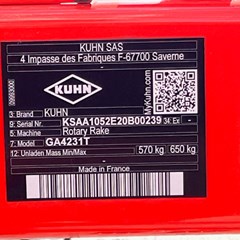 KUHN SAS
4 Impasse des Fabriques F-67700 Saverne
KUHN
MyKuhn.com
3: Brand KUHN
9: Serial Nr KSAA1052E20B00239 34: Ex -
5: Machine Rotary Rake
7: Model GA4231T
12: Unladen Mass Min/Max 570 kg 650 kg
Made in France